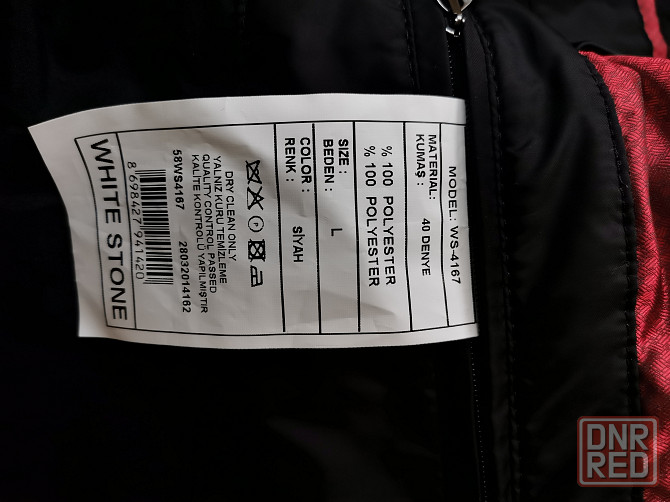 MODEL: WS-4167
MATERIAL:
KUMAŞ : 40 DENYE
% 100 POLYESTER
% 100 POLYESTER
SIZE :
BEDEN : L
COLOR :
RENK : SİYAH
P
DRY CLEAN ONLY
YALNIZ KURU TEMİZLEME
QUALITY CONTROL PASSED
KALİTE KONTROLÜ YAPILMIŞTIR
58WS4167 28032014162
8 698427 941420
WHITE STONE
DNR
RED